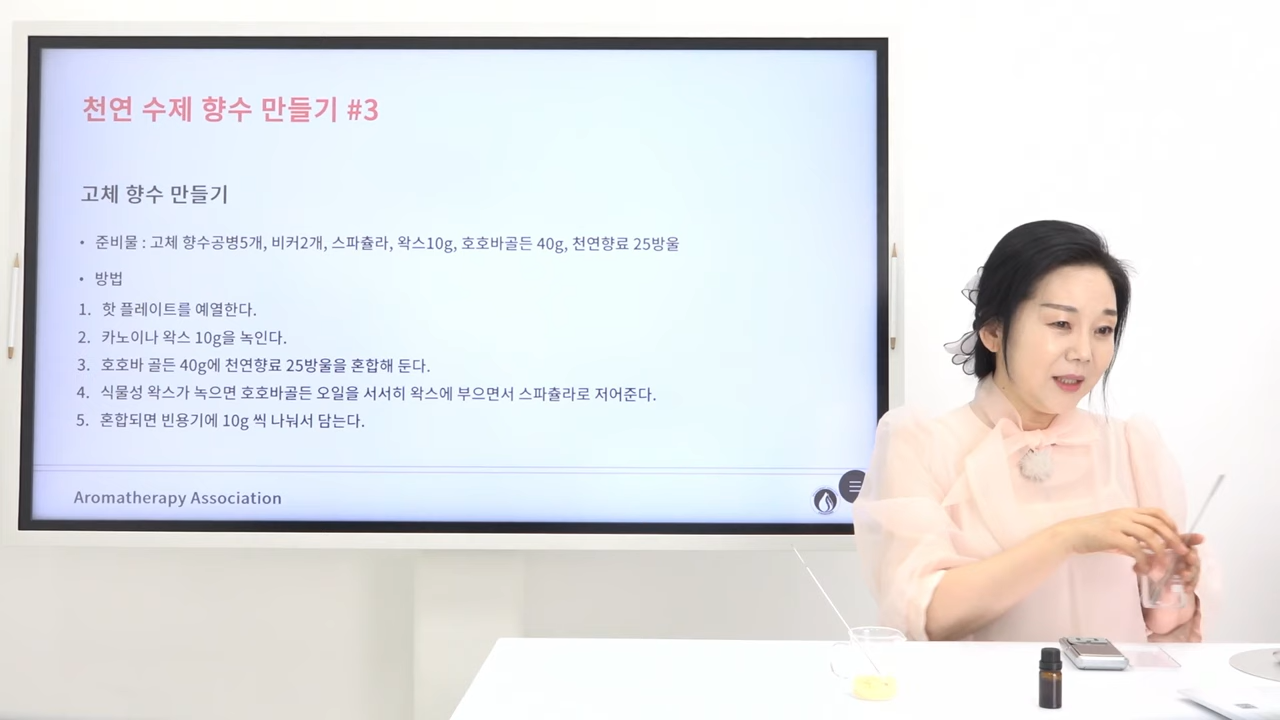 천연 수제 향수 만들기 #3
고체 향수 만들기
• 준비물 : 고체 향수공병5개, 비커2개, 스파츌라, 왁스10g, 호호바골든 40g, 천연향료 25방울
• 방법
1. 핫 플레이트를 예열한다.
2. 카노이나 왁스 10g을 녹인다.
3. 호호바 골든 40g에 천연향료 25방울을 혼합해 둔다.
4. 식물성 왁스가 녹으면 호호바골든 오일을 서서히 왁스에 부으면서 스파츌라로 저어준다.
5. 혼합되면 빈용기에 10g 씩 나눠서 담는다.
Aromatherapy Association